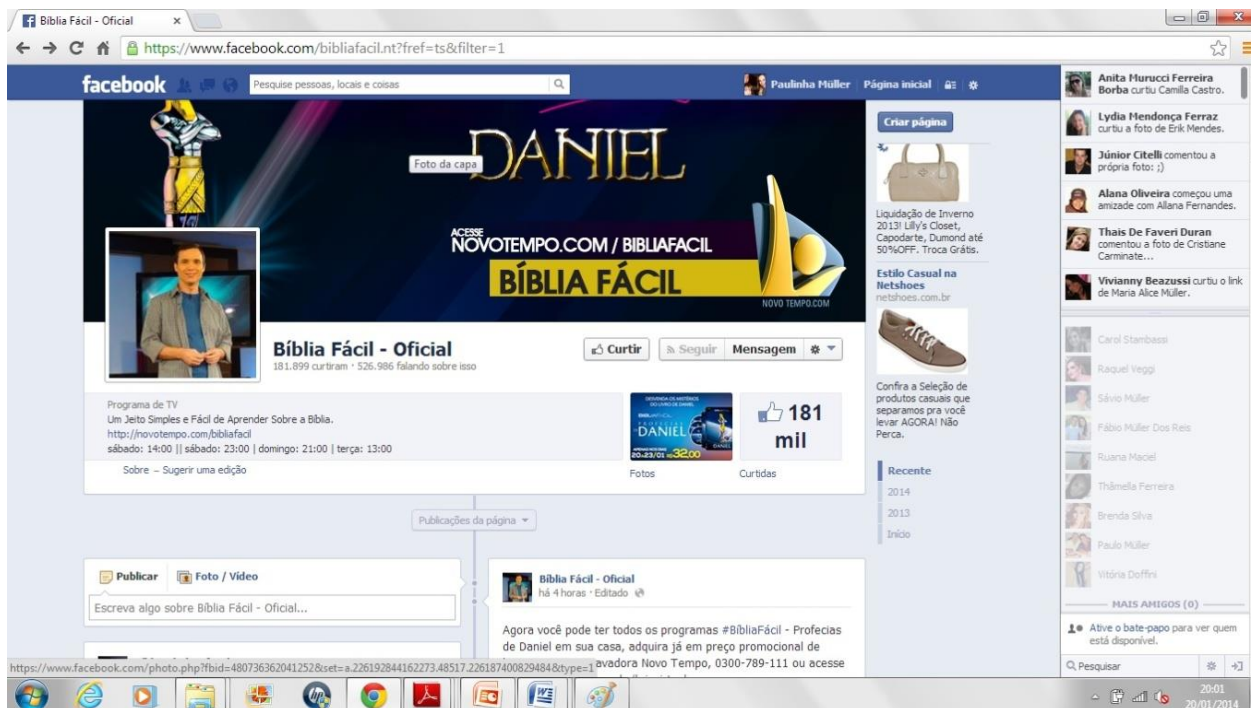 Bíblia Fácil - Oficial
https://www.facebook.com/bibliafacil.nt?fref=ts&filter=1
facebook
Pesquise pessoas, locais e coisas
Paulinha Müller
Página inicial
DANIEL
Foto da capa
ACESSE
NOVOTEMPO.COM / BIBLIAFACIL
BÍBLIA FÁCIL
NOVO TEMPO.COM
Bíblia Fácil - Oficial
181.899 curtiram · 526.986 falando sobre isso
Curtir
Seguir
Mensagem
Programa de TV
Um Jeito Simples e Fácil de Aprender Sobre a Bíblia.
http://novotempo.com/bibliafacil
sábado: 14:00 || sábado: 23:00 | domingo: 21:00 | terça: 13:00
Sobre – Sugerir uma edição
DANIEL
20 a 23/01
32,00
Fotos
181
mil
Curtidas
Publicações da página
Publicar
Foto / Vídeo
Escreva algo sobre Bíblia Fácil - Oficial...
Bíblia Fácil - Oficial
há 4 horas · Editado
Agora você pode ter todos os programas #BíbliaFácil - Profecias
de Daniel em sua casa, adquira já em preço promocional de
avadora Novo Tempo, 0300-789-111 ou acesse
https://www.facebook.com/photo.php?fbid=480736362041252&set=a.226192844162273.48517.226187400829484&type=1
Criar página
Liquidação de Inverno
2013! Lilly's Closet,
Capodarte, Dumond até
50%OFF. Troca Grátis.
Estilo Casual na
Netshoes
netshoes.com.br
Confira a Seleção de
produtos casuais que
separamos pra você
levar AGORA! Não
Perca.
Recente
2014
2013
Início
Anita Murucci Ferreira
Borba curtiu Camilla Castro.
Lydia Mendonça Ferraz
curtiu a foto de Erik Mendes.
Júnior Citelli comentou a
própria foto: ;)
Alana Oliveira começou uma
amizade com Allana Fernandes.
Thais De Faveri Duran
comentou a foto de Cristiane
Carminate...
Vivianny Beazussi curtiu o link
de Maria Alice Müller.
Carol Stambassi
Raquel Veggi
Sávio Müller
Fábio Müller Dos Reis
Ruana Maciel
Thâmella Ferreira
Brenda Silva
Paulo Müller
Vitória Doffini
MAIS AMIGOS (0)
Ative o bate-papo para ver quem
está disponível.
Pesquisar
20:01
20/01/2014